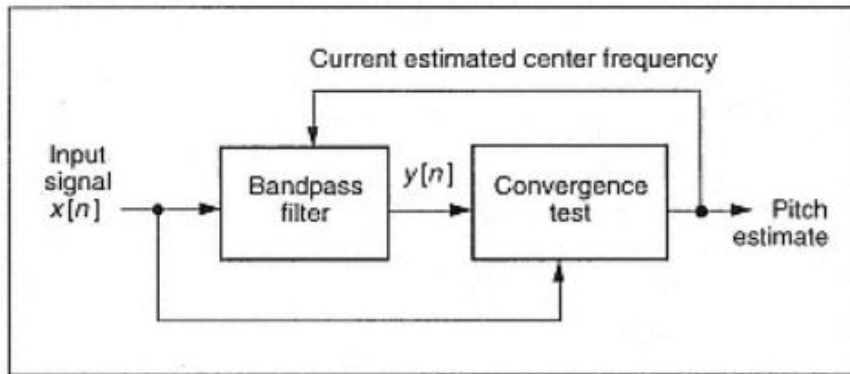 Current estimated center frequency
Input
signal
x[n]
Bandpass
filter
y[n]
Convergence
test
Pitch
estimate